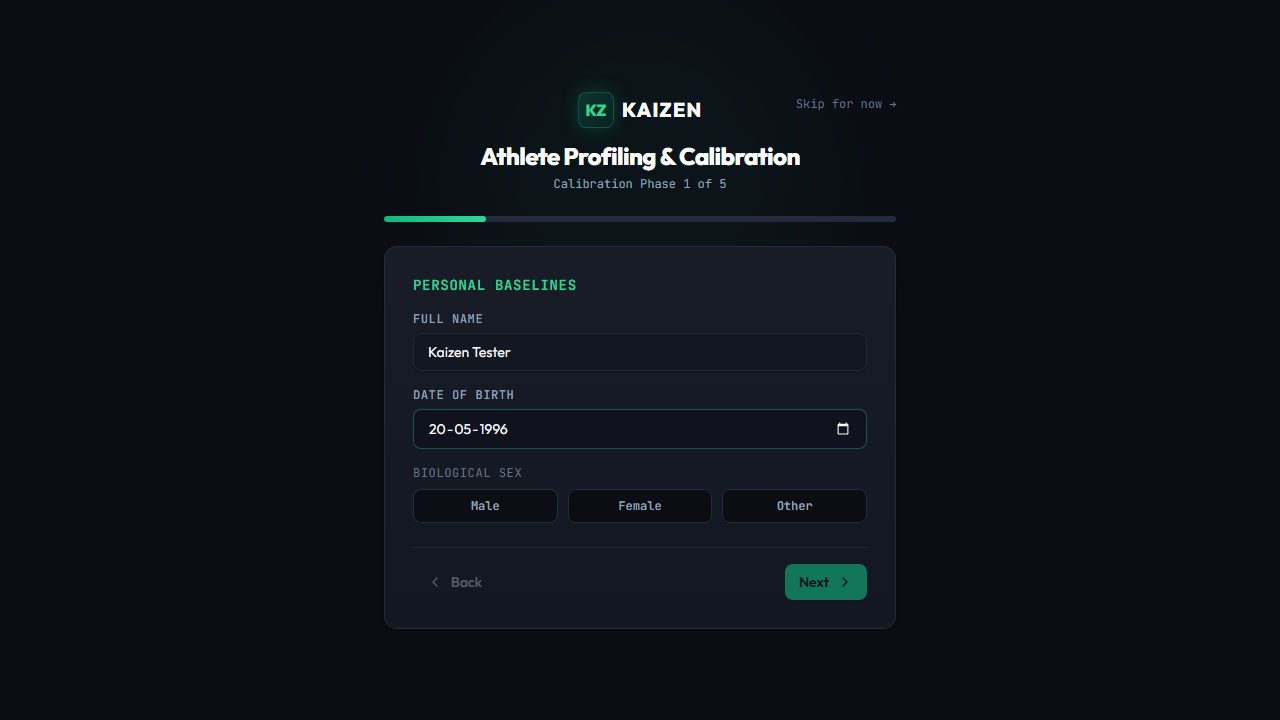 KZ KAIZEN
Skip for now →
Athlete Profiling & Calibration
Calibration Phase 1 of 5
PERSONAL BASELINES
FULL NAME
Kaizen Tester
DATE OF BIRTH
20-05-1996
BIOLOGICAL SEX
Male Female Other
Back Next